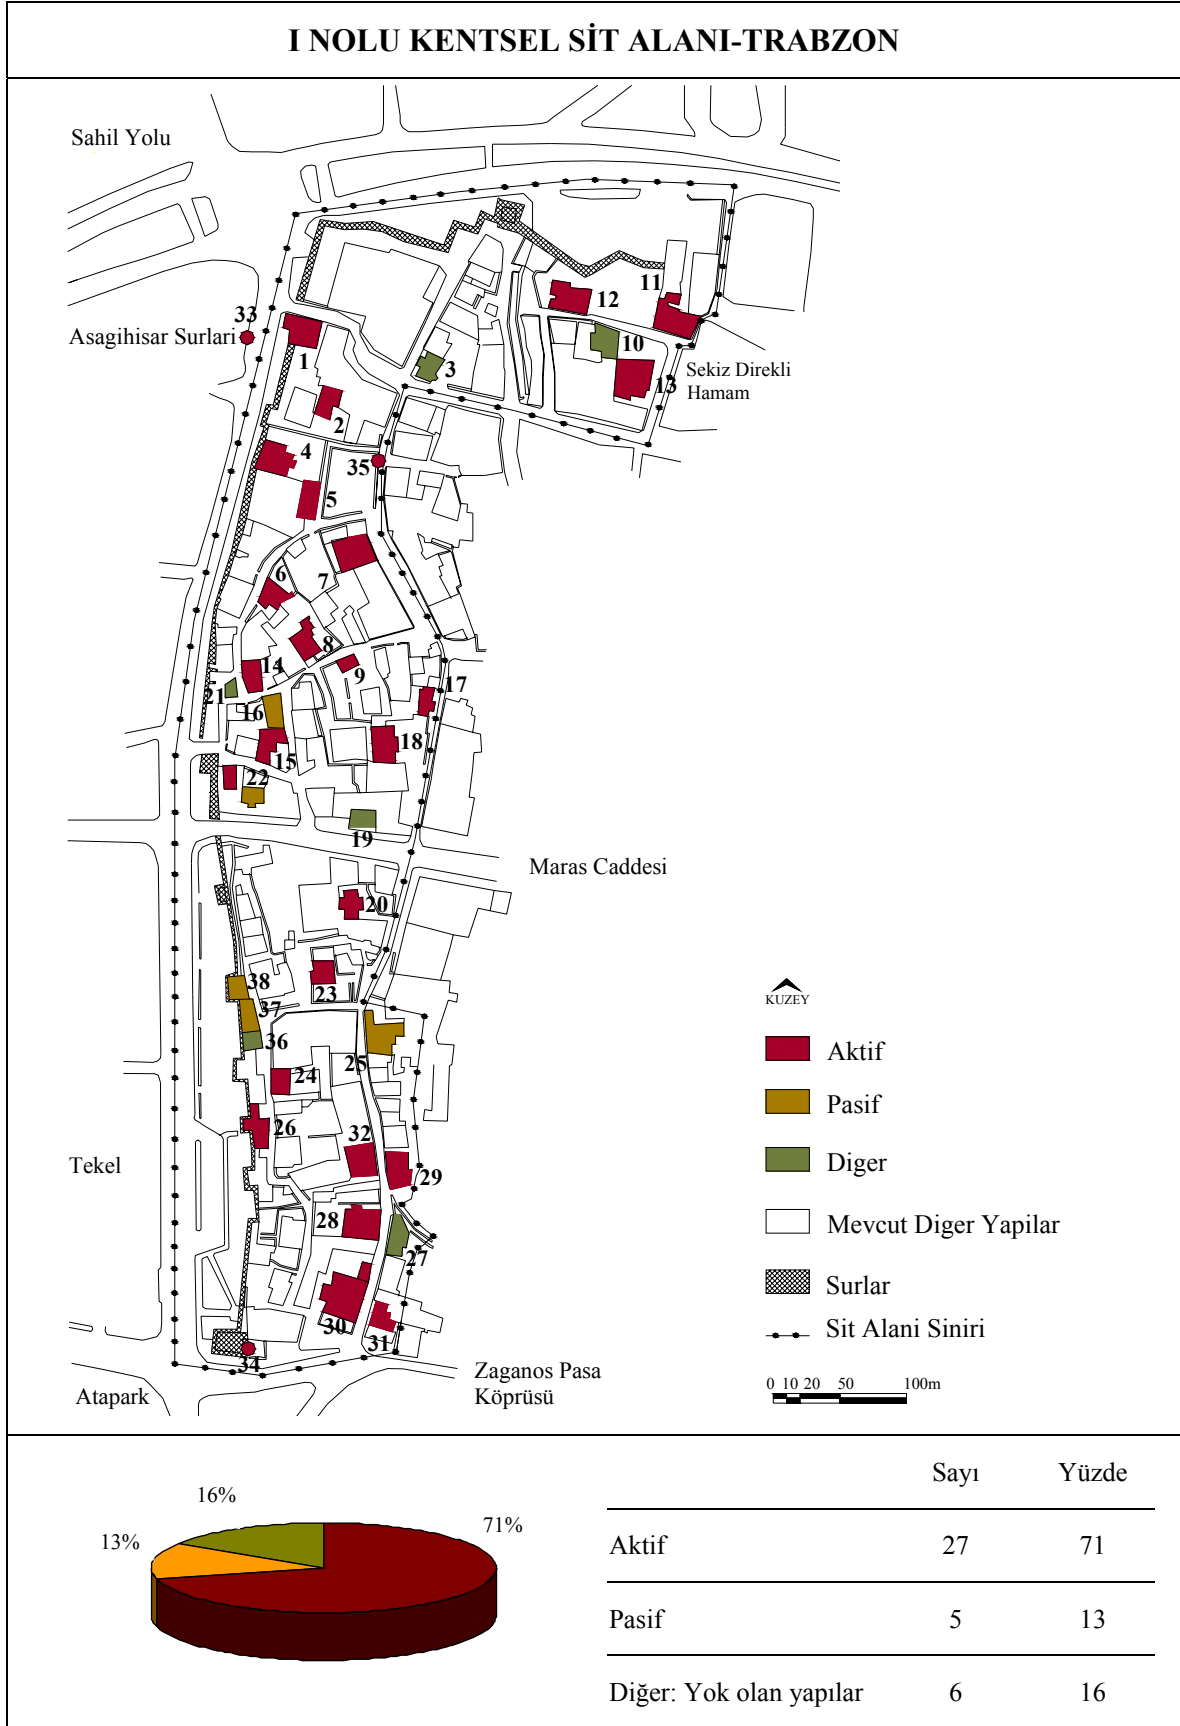 I NOLU KENTSEL SİT ALANI-TRABZON
Sahil Yolu
33
Asagihisar Surlari
1
2
3
4
5
35
11
12
10
13
Sekiz Direkli
Hamam
6
7
8
9
14
21
16
15
17
18
22
19
Maras Caddesi
20
23
38
37
36
25
24
26
32
29
28
27
30
31
34
Tekel
Atapark
Zaganos Pasa
Köprüsü
KUZEY
Aktif
Pasif
Diger
Mevcut Diger Yapilar
Surlar
Sit Alani Siniri
0 10 20 50 100m
16%
13%
71%
Sayı Yüzde
Aktif 27 71
Pasif 5 13
Diğer: Yok olan yapılar 6 16